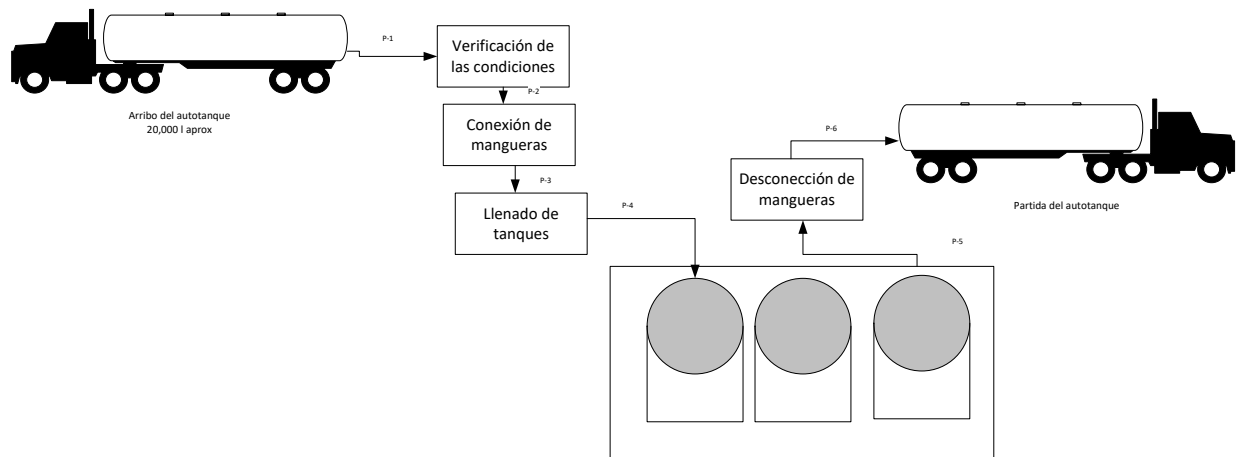 P-1
Verificación de
las condiciones
Arribo del autotanque
20,000 l aprox
P-2
Conexión de
mangueras
P-3
Llenado de
tanques
P-4
P-5
Desconección de
mangueras
P-6
Partida del autotanque